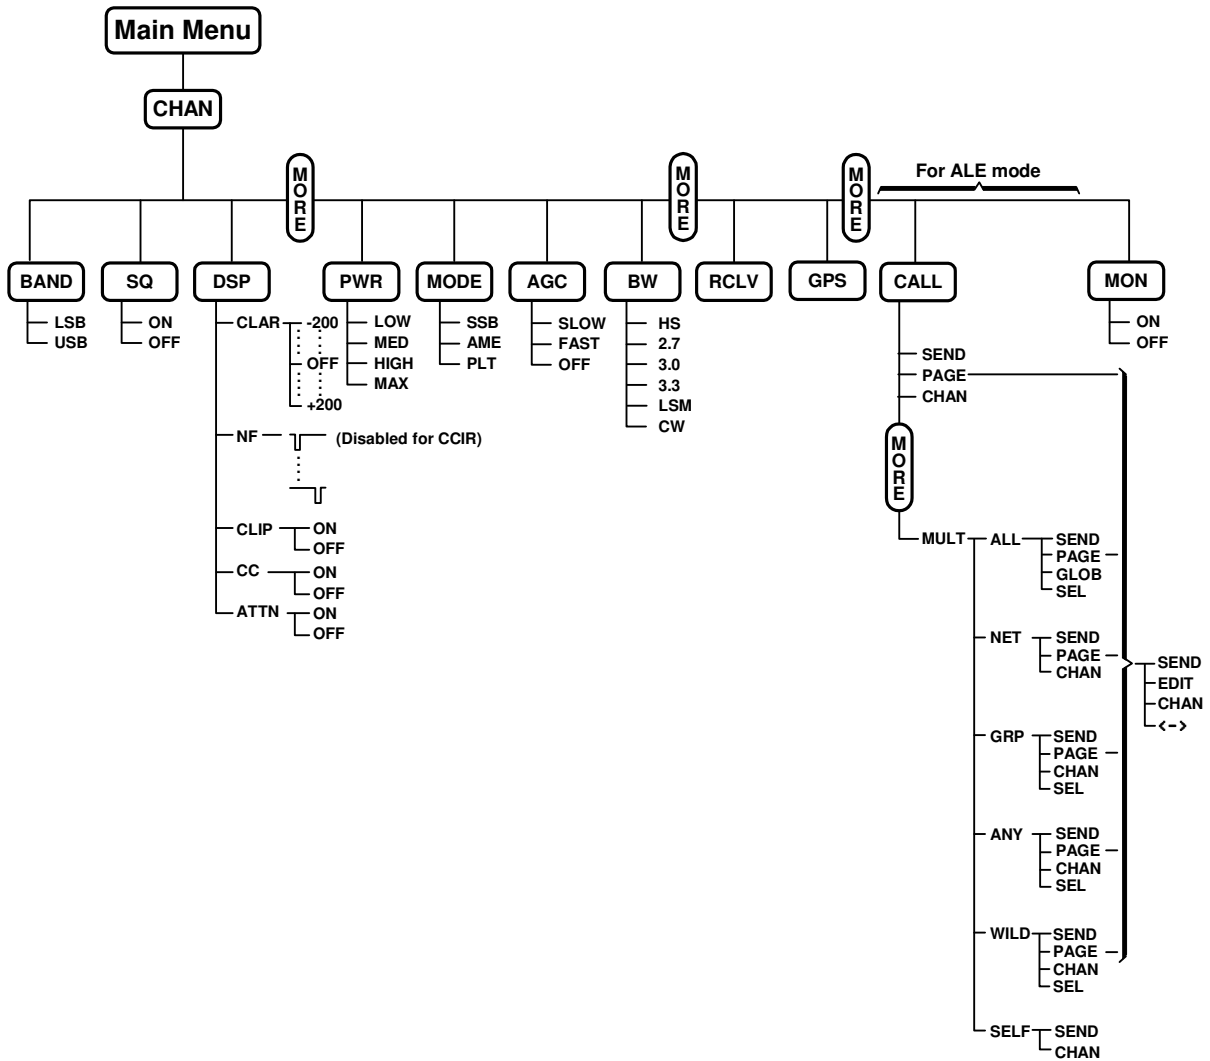 Main Menu
CHAN
MORE
MORE
MORE
For ALE mode
BAND
SQ
DSP
PWR
MODE
AGC
BW
RCLV
GPS
CALL
MON
LSB
USB
ON
OFF
CLAR
-200
OFF
+200
NF
(Disabled for CCIR)
CLIP
ON
OFF
CC
ON
OFF
ATTN
ON
OFF
LOW
MED
HIGH
MAX
SSB
AME
PLT
SLOW
FAST
OFF
HS
2.7
3.0
3.3
LSM
CW
SEND
PAGE
CHAN
MORE
MULT
ALL
SEND
PAGE
GLOB
SEL
NET
SEND
PAGE
CHAN
GRP
SEND
PAGE
CHAN
SEL
ANY
SEND
PAGE
CHAN
SEL
WILD
SEND
PAGE
CHAN
SEL
SELF
SEND
CHAN
SEND
EDIT
CHAN
<->
ON
OFF